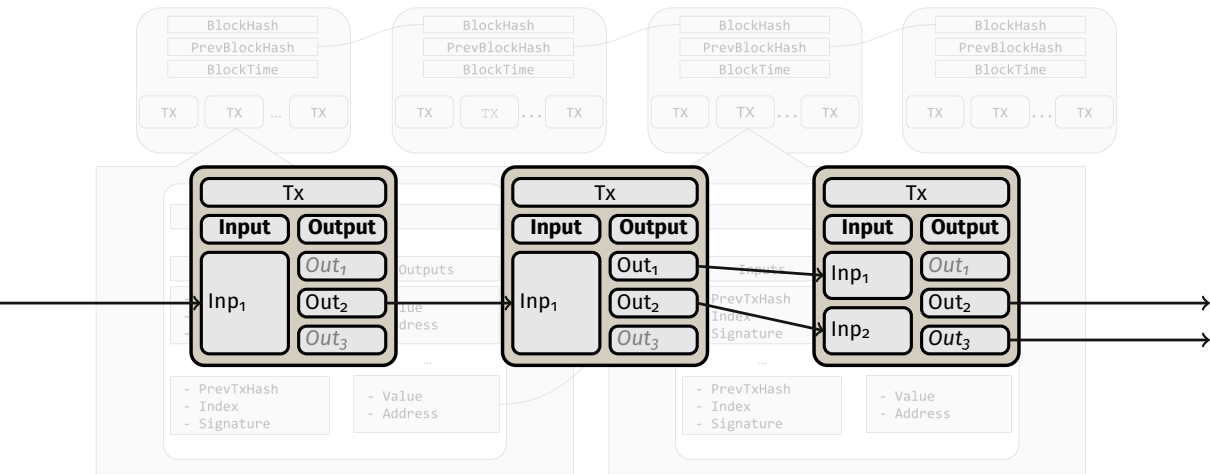 BlockHash BlockHash BlockHash BlockHash
PrevBlockHash PrevBlockHash PrevBlockHash PrevBlockHash
BlockTime BlockTime BlockTime BlockTime
TX TX ... TX TX TX ... TX TX TX ... TX TX TX ... TX
Tx Tx Tx
Input Output Input Output Input Output
Out₁ Outputs Out₁ Inputs Inp₁ Out₁
Inp₁ Out₂ Inp₁ Out₂ - PrevTxHash Out₂
Address Index
Out₃ Out₃ - Signature Inp₂ Out₃
... ...
- PrevTxHash - Value - PrevTxHash - Value
- Index - Address - Index - Address
- Signature - Signature